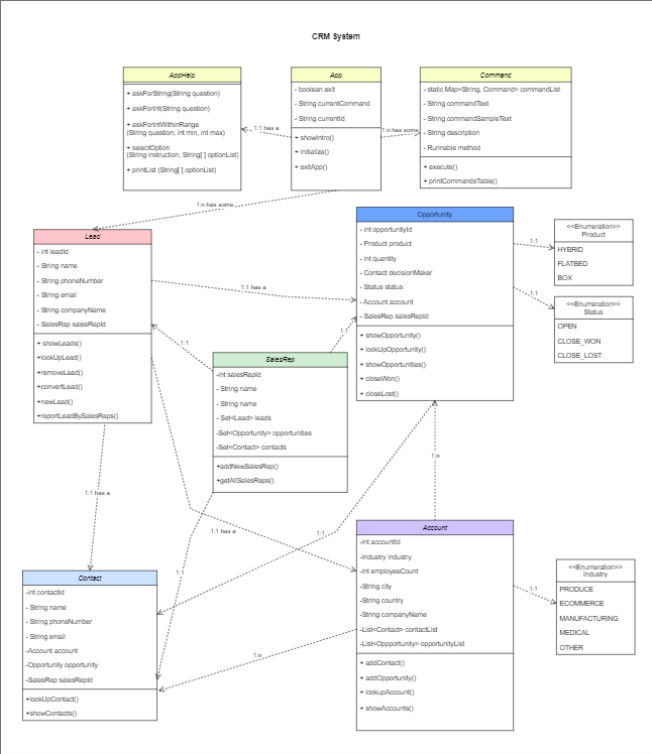 CRM System
AppHelp
+ askForString(String question)
+ askForInt(String question)
+ askForIntWithinRange
(String question, int min, int max)
+ selectOption
(String instruction, String[ ] optionList)
+ printList (String[ ] optionList)
App
- boolean exit
- String currentCommand
- String currentId
+ showIntro()
+ initialize()
+ exitApp()
Command
- static Map<String, Command> commandList
- String commandText
- String commandSampleText
- String description
- Runnable method
+ execute()
+ printCommandsTable()
1:1 has a
1:n has some
1:n has some
Lead
- int leadId
- String name
- String phoneNumber
- String email
- String companyName
- SalesRep salesRepId
+ showLeads()
+lookUpLead()
+removeLead()
+convertLead()
+newLead()
+reportLeadBySalesReps()
Opportunity
- int opportunityId
- Product product
- int quantity
- Contact decisionMaker
- Status status
- Account account
- SalesRep salesRepId
+ showOpportunity()
+ lookUpOpportunity()
+ showOpportunities()
+ closeWon()
+ closeLost()
<<Enumeration>>
Product
HYBRID
FLATBED
BOX
<<Enumeration>>
Status
OPEN
CLOSE_WON
CLOSE_LOST
1:1
1:1
1:1 has a
1:1
1:1
SalesRep
-int salesRepId
- String name
- String name
- Set<Lead> leads
-Set<Opportunity> opportunities
-Set<Contact> contacts
+addNewSalesRep()
+getAllSalesReps()
1:n
1:1 has a
1:1 has a
1:1
1:1
Contact
-int contactId
- String name
- String phoneNumber
- String email
-Account account
-Opportunity opportunity
-SalesRep salesRepId
+lookUpContact()
+showContacts()
Account
-int accountId
-Industry industry
-int employeeCount
-String city
-String country
-String companyName
-List<Contact> contactList
-List<Oppportunity> opportunityList
+ addContact()
+ addOpportunity()
+ lookupAccount()
+ showAccounts()
1:1
1:n
<<Enumeration>>
Industry
PRODUCE
ECOMMERCE
MANUFACTURING
MEDICAL
OTHER